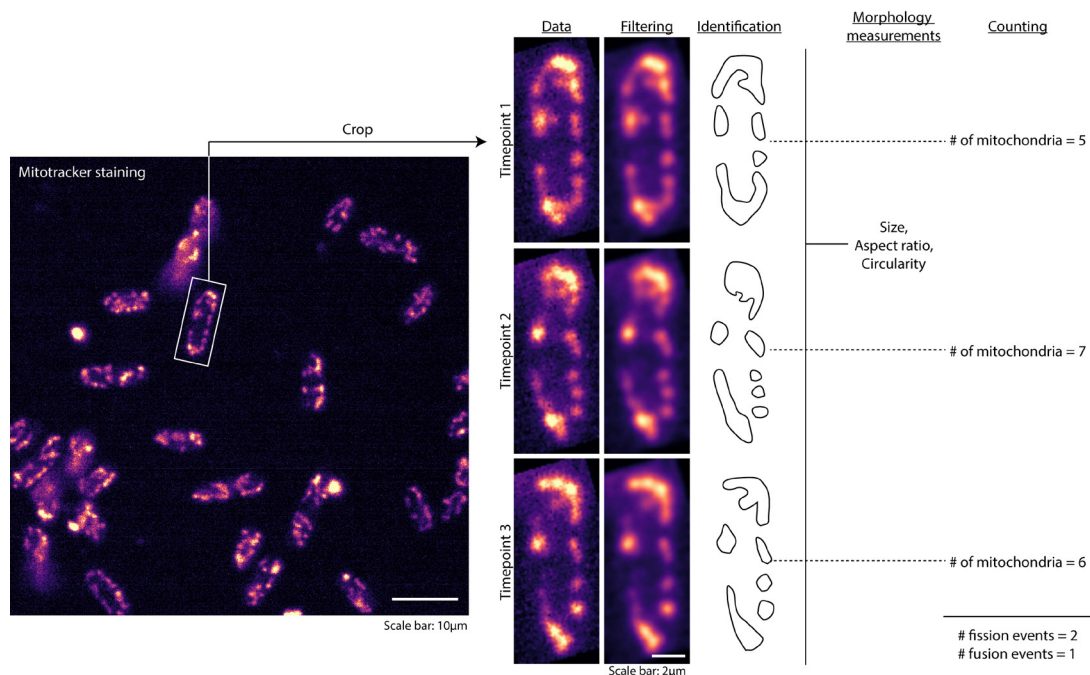 Data
Filtering
Identification
Morphology
measurements
Counting
Crop
Mitotracker staining
Timepoint 1
# of mitochondria = 5
Size,
Aspect ratio,
Circularity
Timepoint 2
# of mitochondria = 7
Timepoint 3
# of mitochondria = 6
Scale bar: 10µm
# fission events = 2
# fusion events = 1
Scale bar: 2µm